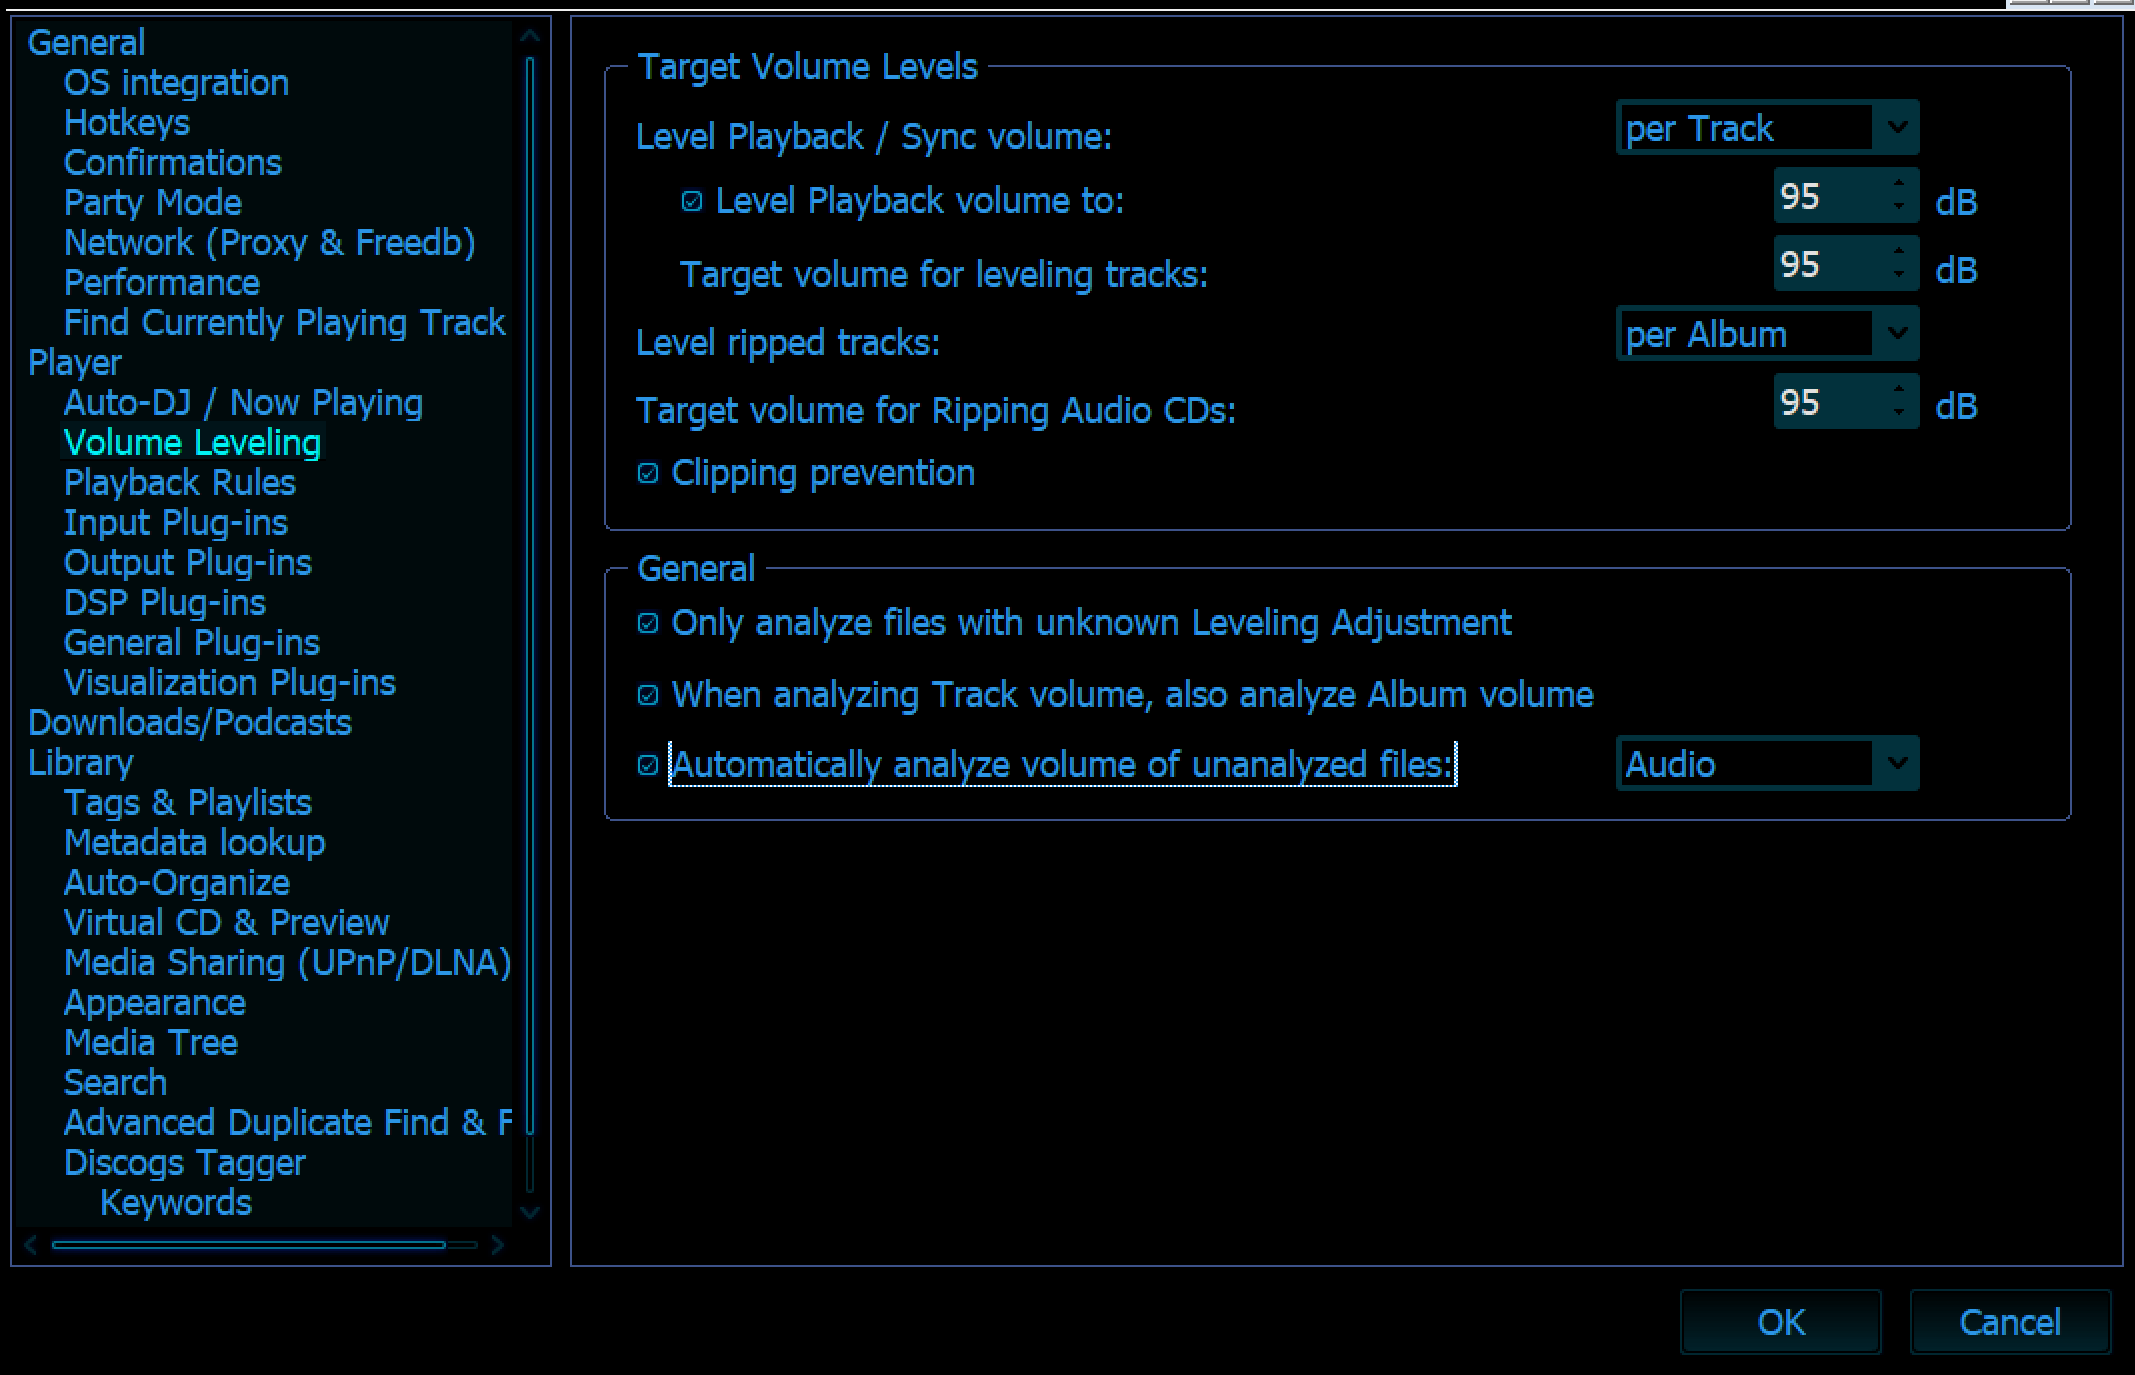 General
OS integration
Hotkeys
Confirmations
Party Mode
Network (Proxy & Freedb)
Performance
Find Currently Playing Track
Player
Auto-DJ / Now Playing
Volume Leveling
Playback Rules
Input Plug-ins
Output Plug-ins
DSP Plug-ins
General Plug-ins
Visualization Plug-ins
Downloads/Podcasts
Library
Tags & Playlists
Metadata lookup
Auto-Organize
Virtual CD & Preview
Media Sharing (UPnP/DLNA)
Appearance
Media Tree
Search
Advanced Duplicate Find & F
Discogs Tagger
Keywords
Target Volume Levels
Level Playback / Sync volume: per Track
Level Playback volume to: 95 dB
Target volume for leveling tracks: 95 dB
Level ripped tracks: per Album
Target volume for Ripping Audio CDs: 95 dB
Clipping prevention
General
Only analyze files with unknown Leveling Adjustment
When analyzing Track volume, also analyze Album volume
Automatically analyze volume of unanalyzed files: Audio
OK Cancel